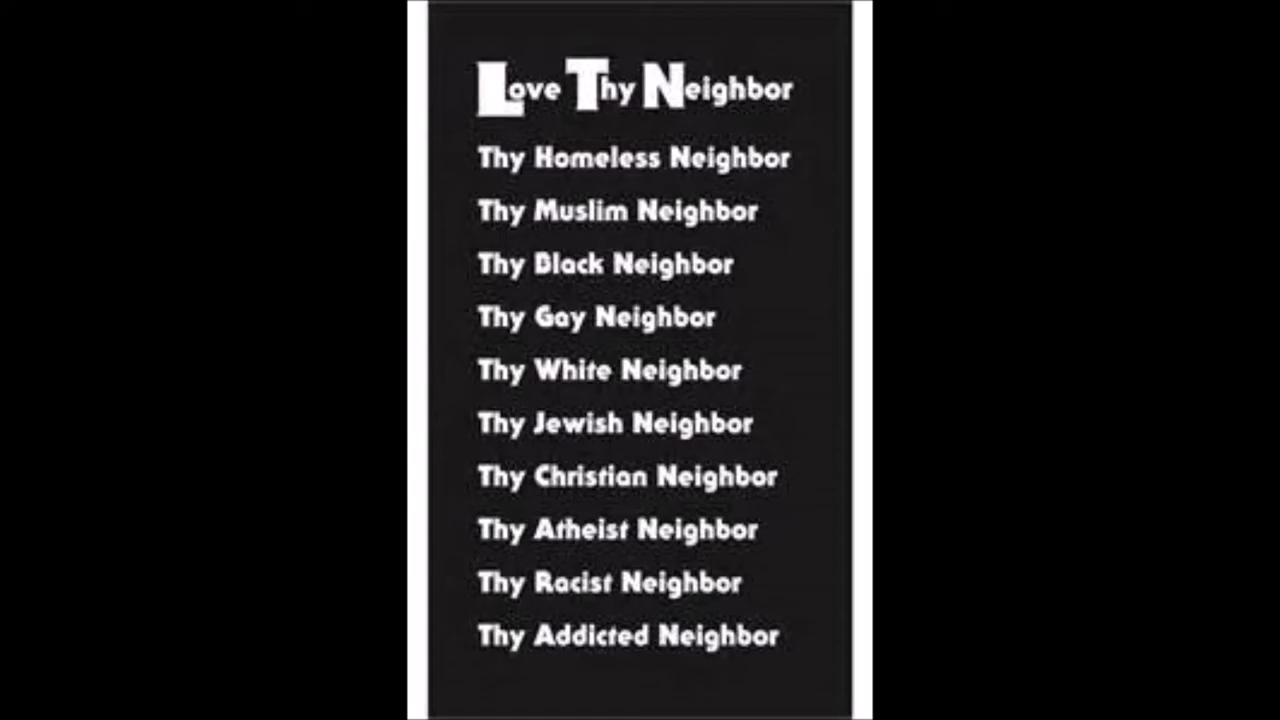 Love Thy Neighbor
Thy Homeless Neighbor
Thy Muslim Neighbor
Thy Black Neighbor
Thy Gay Neighbor
Thy White Neighbor
Thy Jewish Neighbor
Thy Christian Neighbor
Thy Atheist Neighbor
Thy Racist Neighbor
Thy Addicted Neighbor